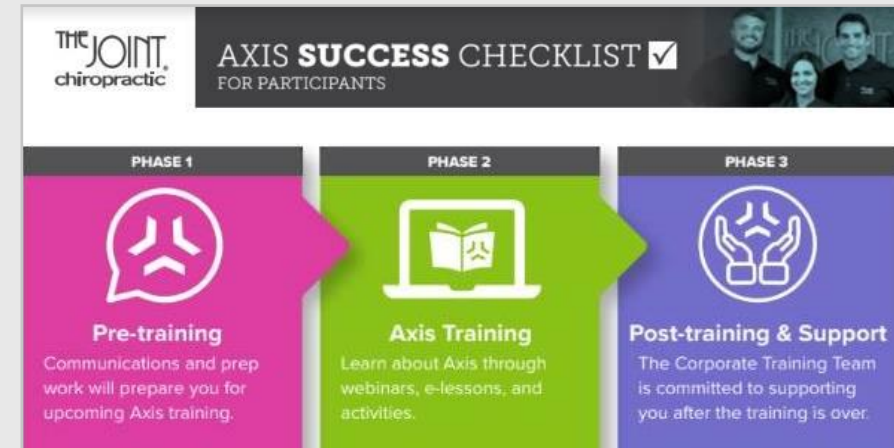 THE JOINT®
chiropractic
AXIS SUCCESS CHECKLIST
FOR PARTICIPANTS
PHASE 1
Pre-training
Communications and prep
work will prepare you for
upcoming Axis training.
PHASE 2
Axis Training
Learn about Axis through
webinars, e-lessons, and
activities.
PHASE 3
Post-training & Support
The Corporate Training Team
is committed to supporting
you after the training is over.